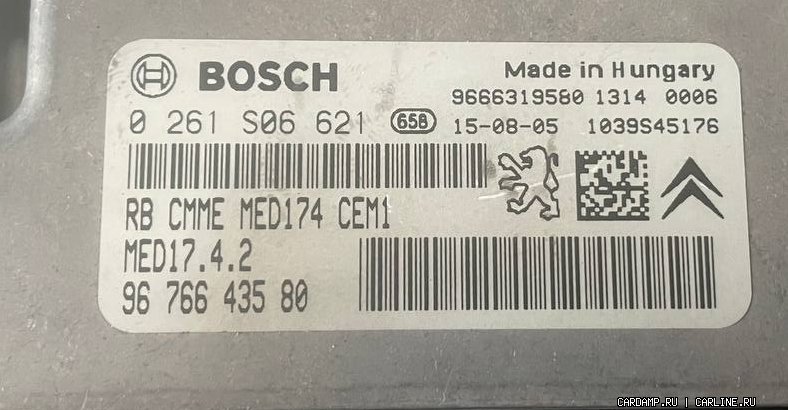 BOSCH
Made in Hungary
9666319580 1314 0006
0 261 S06 621 658 15-08-05 1039S45176
RB CMME MED174 CEM1
MED17.4.2
96 766 435 80
CARDAMP.RU | CARLINE.RU